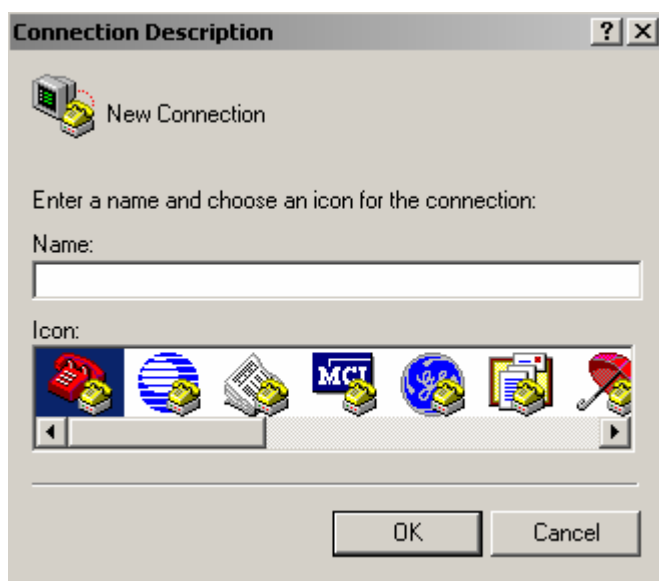 Connection Description
New Connection
Enter a name and choose an icon for the connection:
Name:
Icon:
MCI
OK Cancel